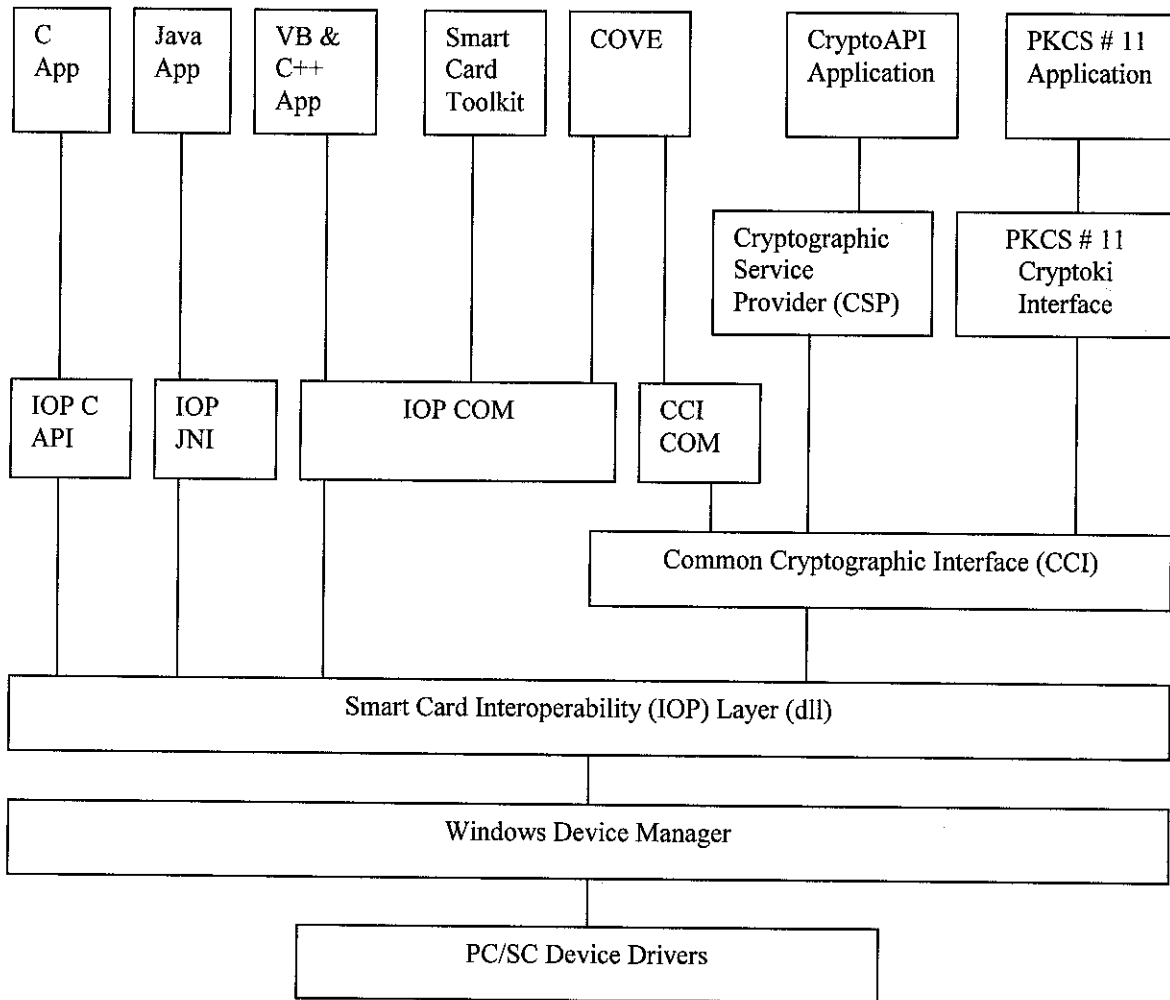 C
App
Java
App
VB &
C++
App
Smart
Card
Toolkit
COVE
CryptoAPI
Application
PKCS # 11
Application
Cryptographic
Service
Provider (CSP)
PKCS # 11
Cryptoki
Interface
IOP C
API
IOP
JNI
IOP COM
CCI
COM
Common Cryptographic Interface (CCI)
Smart Card Interoperability (IOP) Layer (dll)
Windows Device Manager
PC/SC Device Drivers